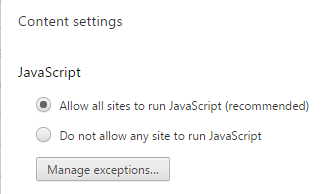 Content settings
JavaScript
Allow all sites to run JavaScript (recommended)
Do not allow any site to run JavaScript
Manage exceptions...